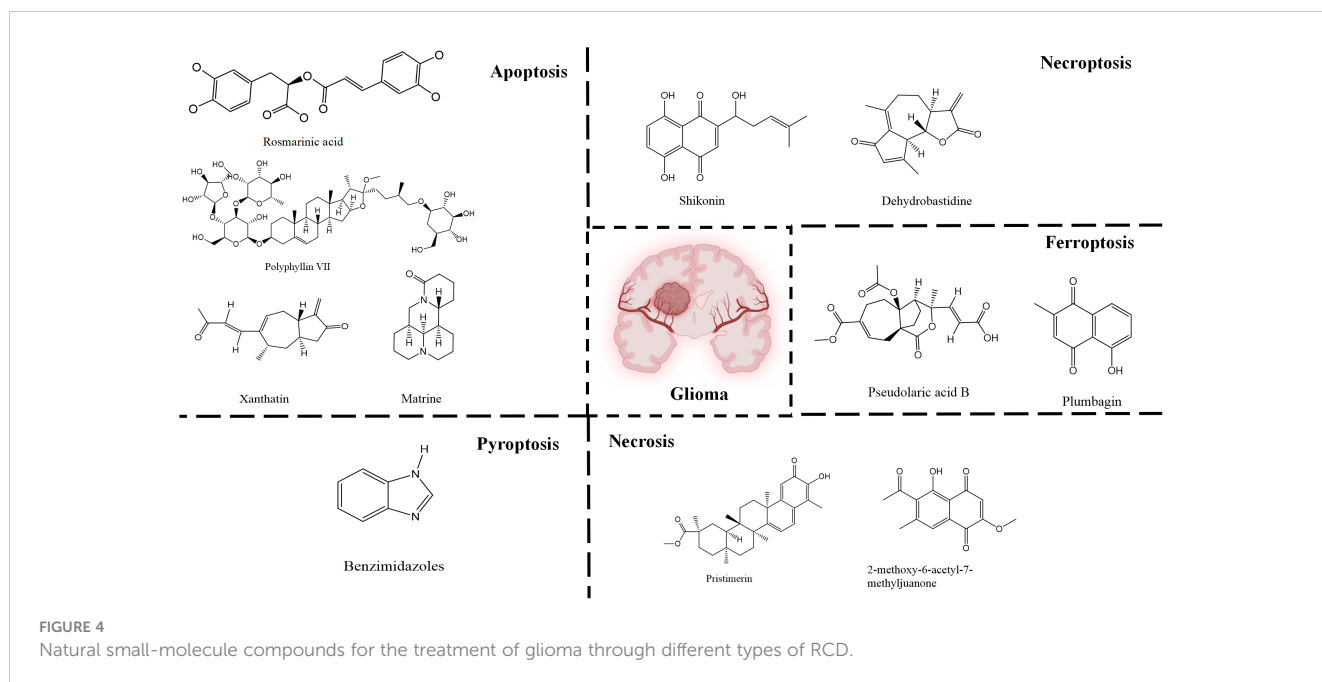 Apoptosis
Rosmarinic acid
Polyphyllin VII
Xanthatin
Matrine
Necroptosis
Shikonin
Dehydrobastidine
Ferroptosis
Pseudolaric acid B
Plumbagin
Glioma
Pyroptosis
Benzimidazoles
Necrosis
Pristimerin
2-methoxy-6-acetyl-7-
methyljuanone
FIGURE 4
Natural small-molecule compounds for the treatment of glioma through different types of RCD.